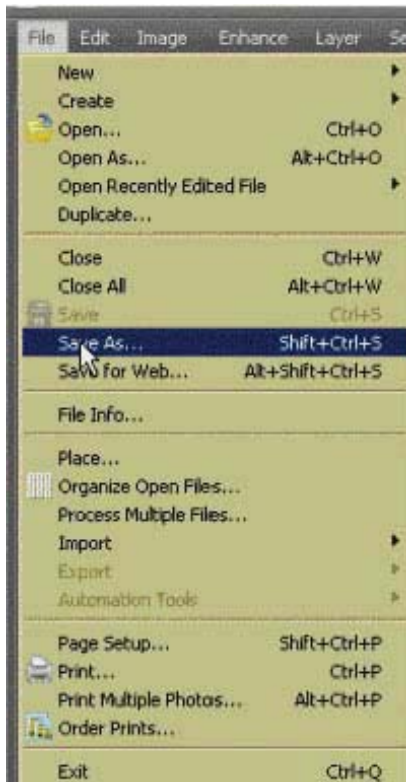 File Edit Image Enhance Layer Se
New
Create
Open... Ctrl+O
Open As... Alt+Ctrl+O
Open Recently Edited File
Duplicate...
Close Ctrl+W
Close All Alt+Ctrl+W
Save Ctrl+S
Save As... Shift+Ctrl+S
Save for Web... Alt+Shift+Ctrl+S
File Info...
Place...
Organize Open Files...
Process Multiple Files...
Import
Export
Automation Tools
Page Setup... Shift+Ctrl+P
Print... Ctrl+P
Print Multiple Photos... Alt+Ctrl+P
Order Prints...
Exit Ctrl+Q